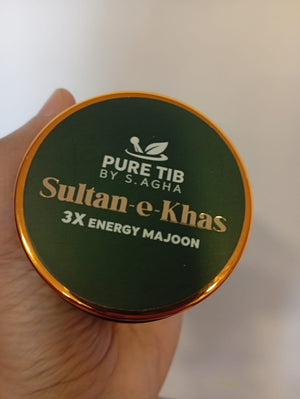 PURE TIB
BY S.AGHA
Sultan-e-Khas
3X ENERGY MAJOON